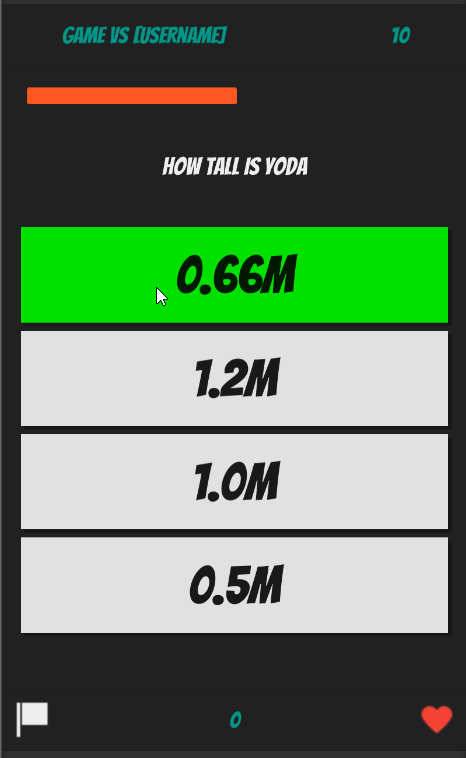 GAME VS [USERNAME] 10
HOW TALL IS YODA
0.66M
1.2M
1.0M
0.5M
0